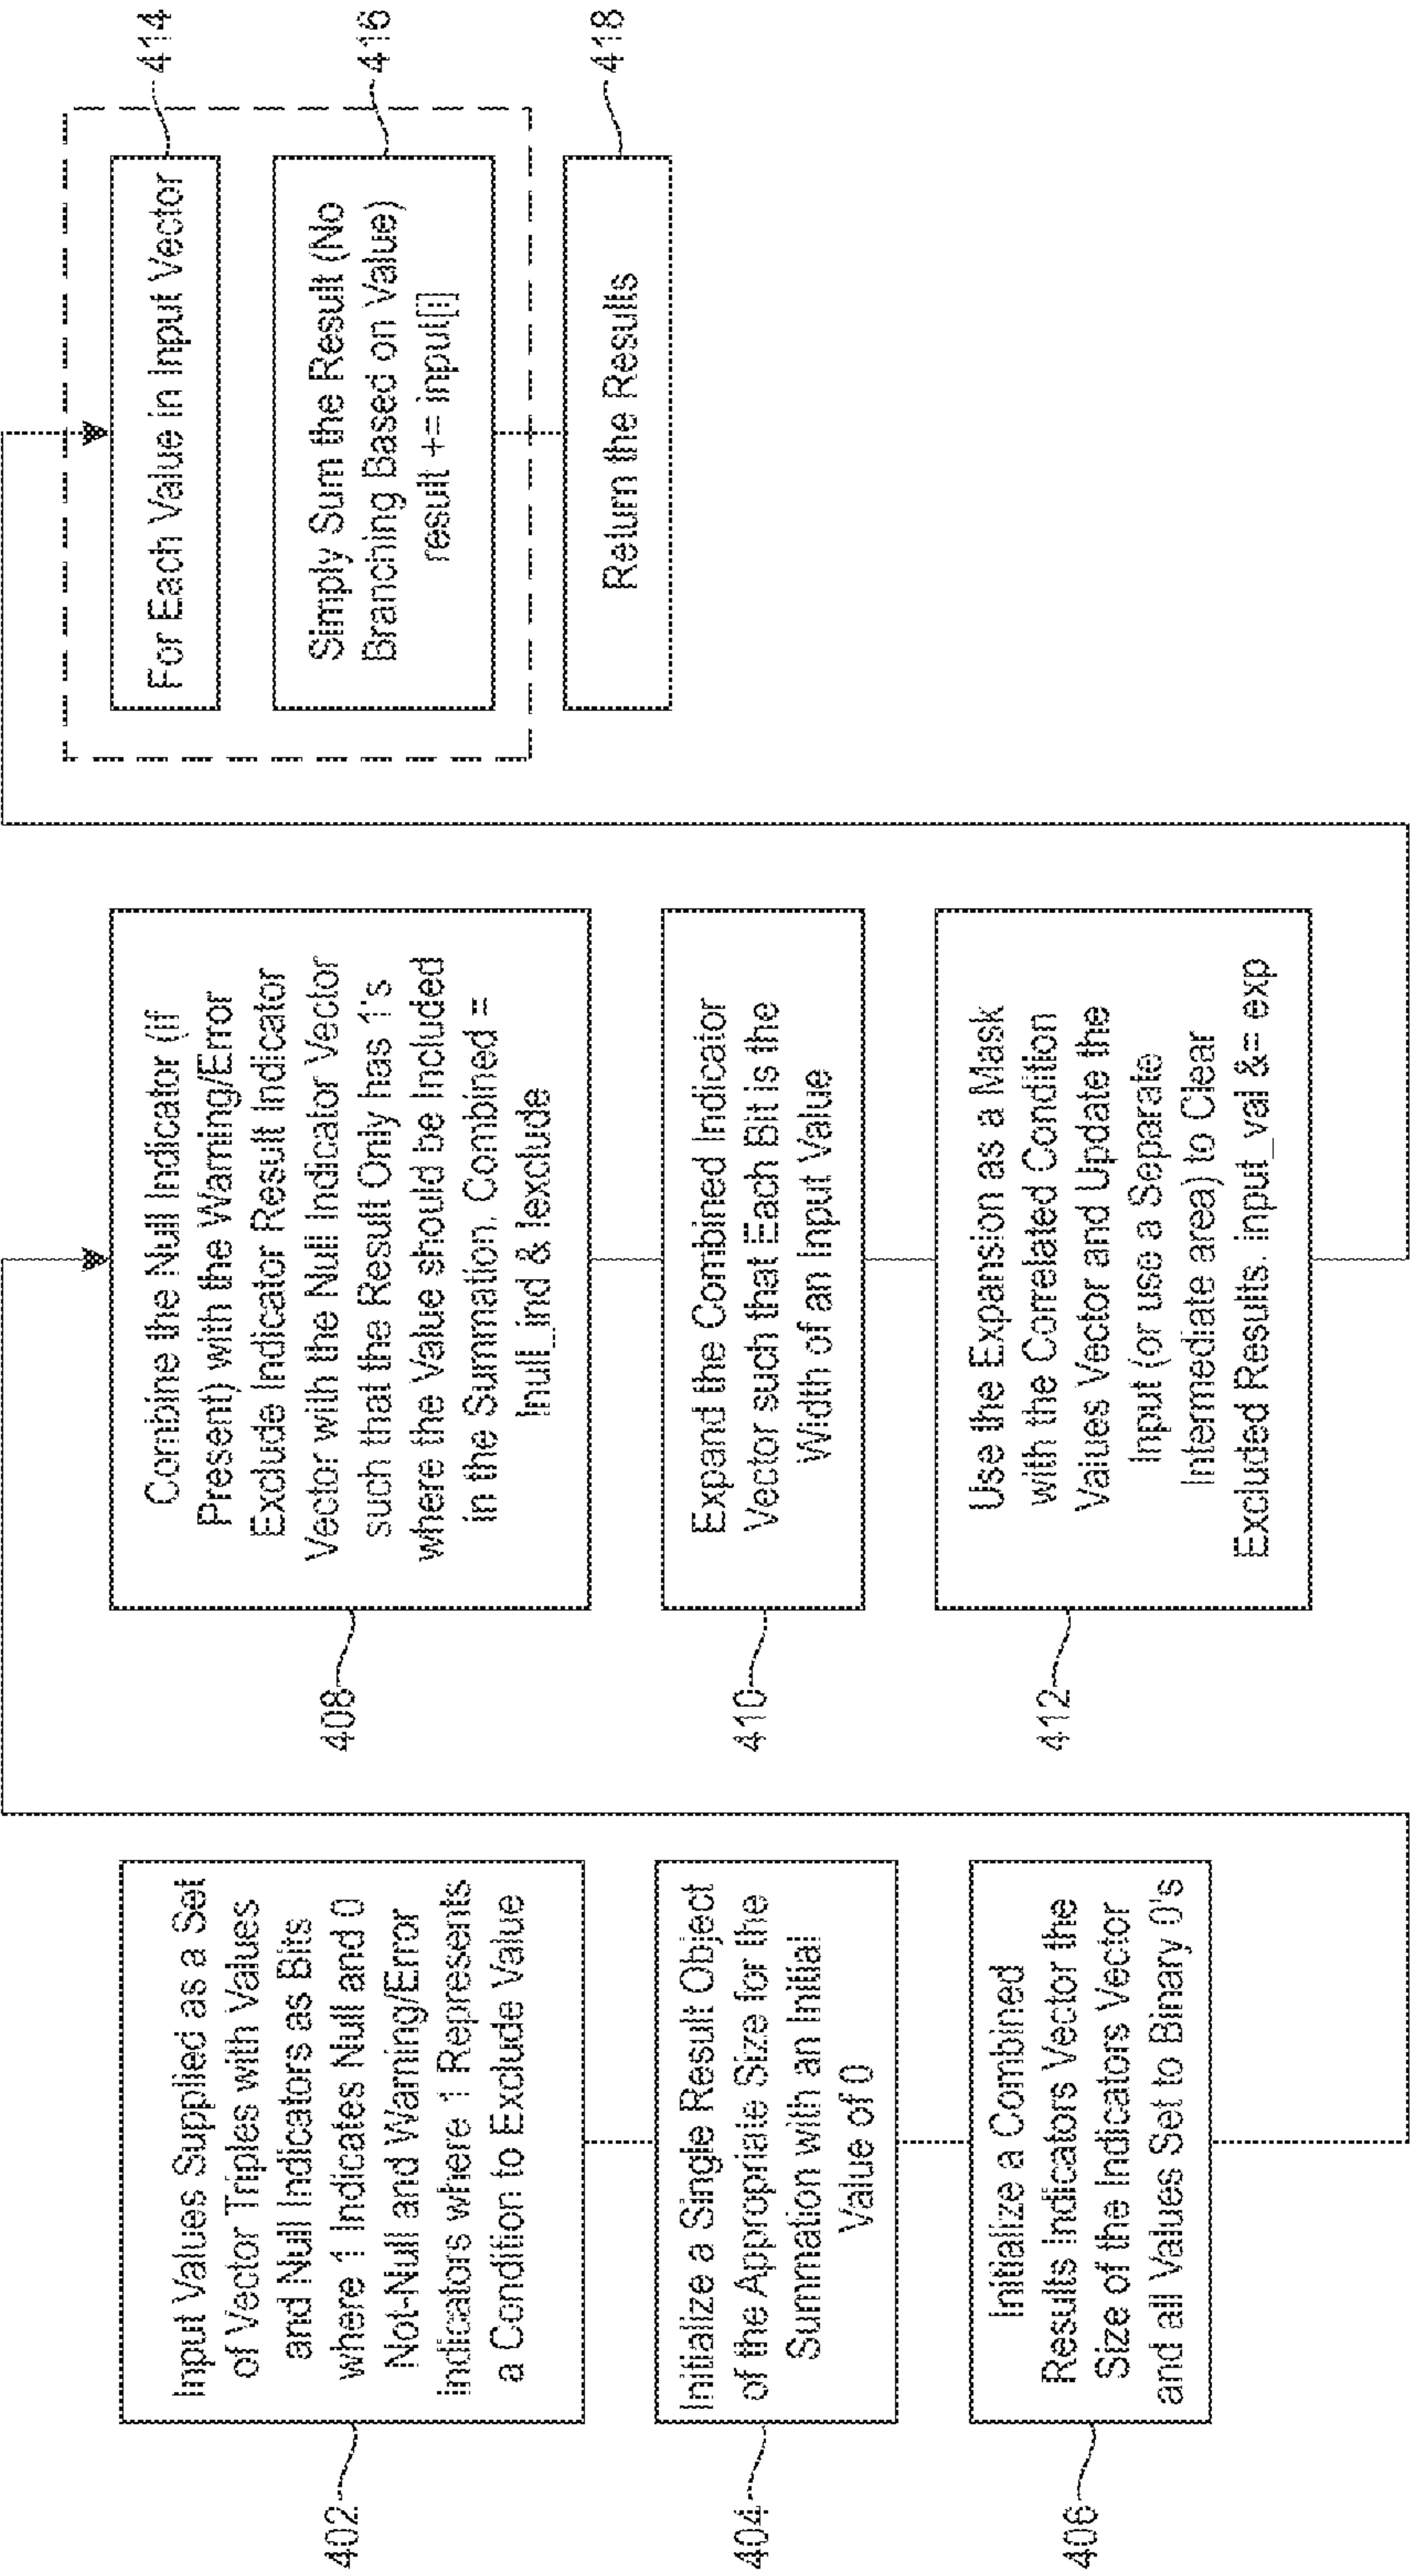 Input Values Supplied as a Set
of Vector Triples with Values
and Null Indicators as Bits
where 1 Indicates Null and 0
Not-Null and Warning/Error
Indicators where 1 Represents
a Condition to Exclude Value
402
Initialize a Single Result Object
of the Appropriate Size for the
Summation with an Initial
Value of 0
404
Initialize a Combined
Results Indicators Vector the
Size of the Indicators Vector
and all Values Set to Binary 0's
406
Combine the Null Indicator (if
Present) with the Warning/Error
Exclude Indicator Result Indicator
Vector with the Null Indicator Vector
such that the Result Only has 1's
where the Value should be Included
in the Summation. Combined =
!null_ind & !exclude
408
Expand the Combined Indicator
Vector such that Each Bit is the
Width of an Input Value
410
Use the Expansion as a Mask
with the Correlated Condition
Values Vector and Update the
Input (or use a Separate
Intermediate area) to Clear
Excluded Results. input_val &= exp
412
For Each Value in Input Vector
414
Simply Sum the Result (No
Branching Based on Value)
result += input[i]
416
Return the Results
418